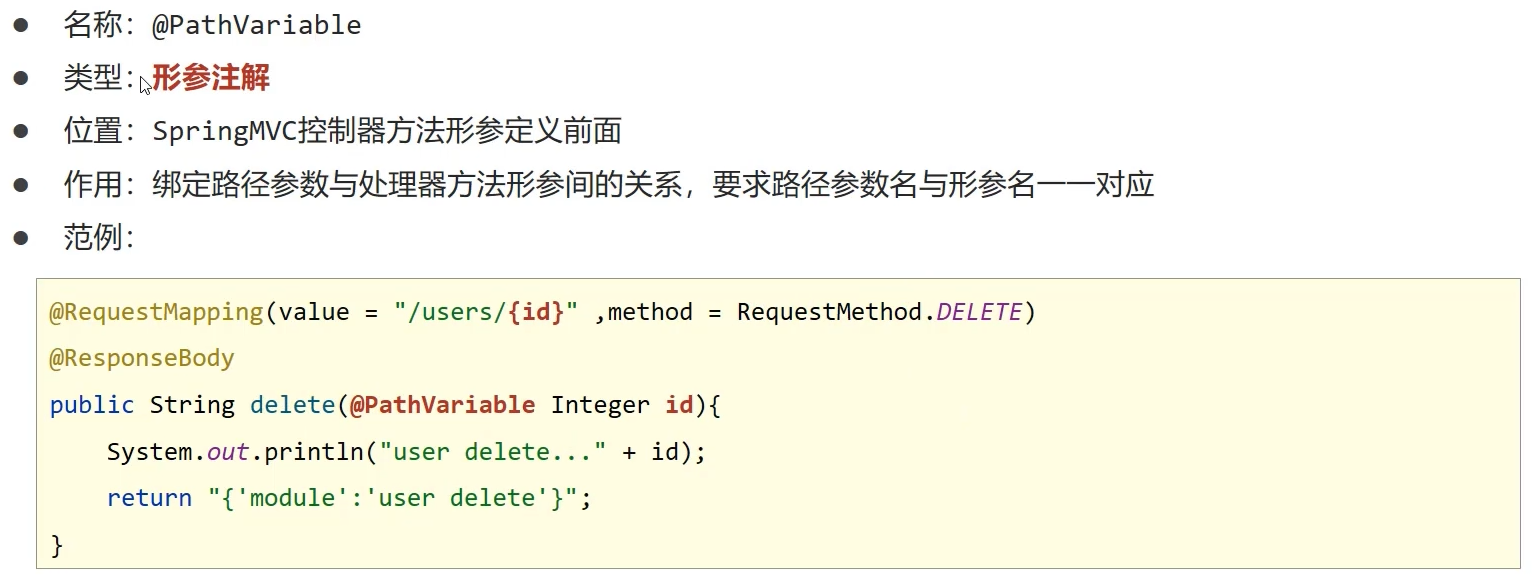 ● 名称：@PathVariable
● 类型：形参注解
● 位置：SpringMVC控制器方法形参定义前面
● 作用：绑定路径参数与处理器方法形参间的关系，要求路径参数名与形参名一一对应
● 范例：
@RequestMapping(value = "/users/{id}" ,method = RequestMethod.DELETE)
@ResponseBody
public String delete(@PathVariable Integer id){
    System.out.println("user delete..." + id);
    return "{'module':'user delete'}";
}